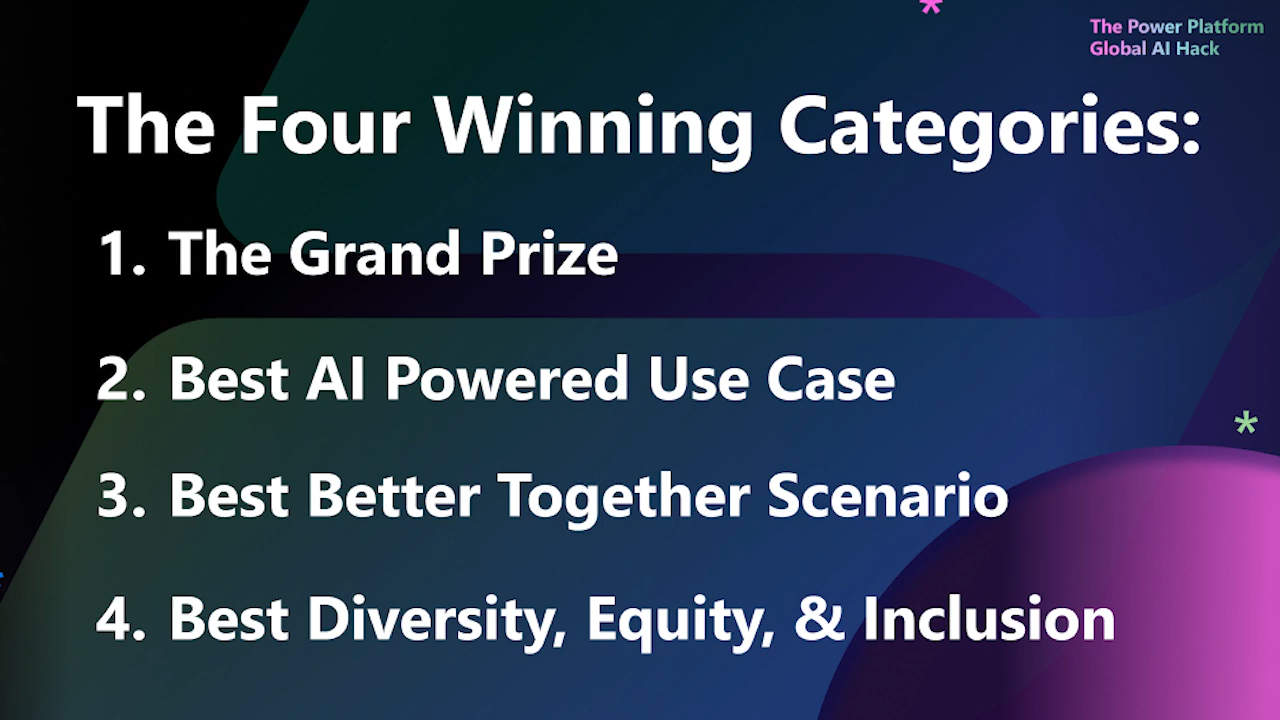 The Power Platform
Global AI Hack
The Four Winning Categories:
1. The Grand Prize
2. Best AI Powered Use Case
3. Best Better Together Scenario
4. Best Diversity, Equity, & Inclusion